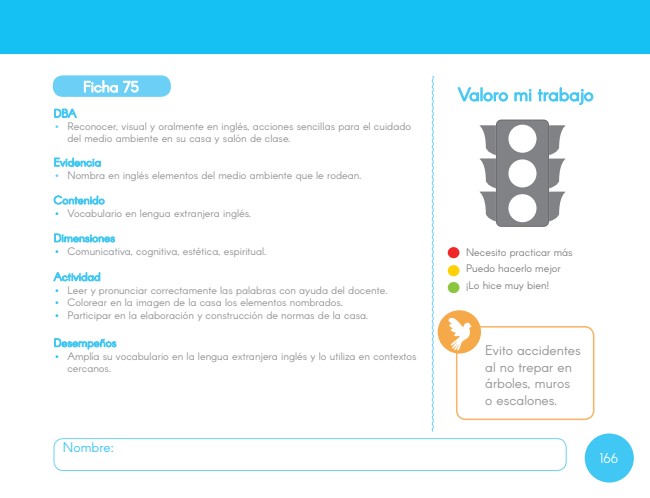 Ficha 75
DBA
• Reconocer, visual y oralmente en inglés, acciones sencillas para el cuidado
del medio ambiente en su casa y salón de clase.
Evidencia
• Nombra en inglés elementos del medio ambiente que le rodean.
Contenido
• Vocabulario en lengua extranjera inglés.
Dimensiones
• Comunicativa, cognitiva, estética, espiritual.
Actividad
• Leer y pronunciar correctamente las palabras con ayuda del docente.
• Colorear en la imagen de la casa los elementos nombrados.
• Participar en la elaboración y construcción de normas de la casa.
Desempeños
• Amplía su vocabulario en la lengua extranjera inglés y lo utiliza en contextos
cercanos.
Valoro mi trabajo
Necesito practicar más
Puedo hacerlo mejor
¡Lo hice muy bien!
Evito accidentes
al no trepar en
árboles, muros
o escalones.
Nombre:
166